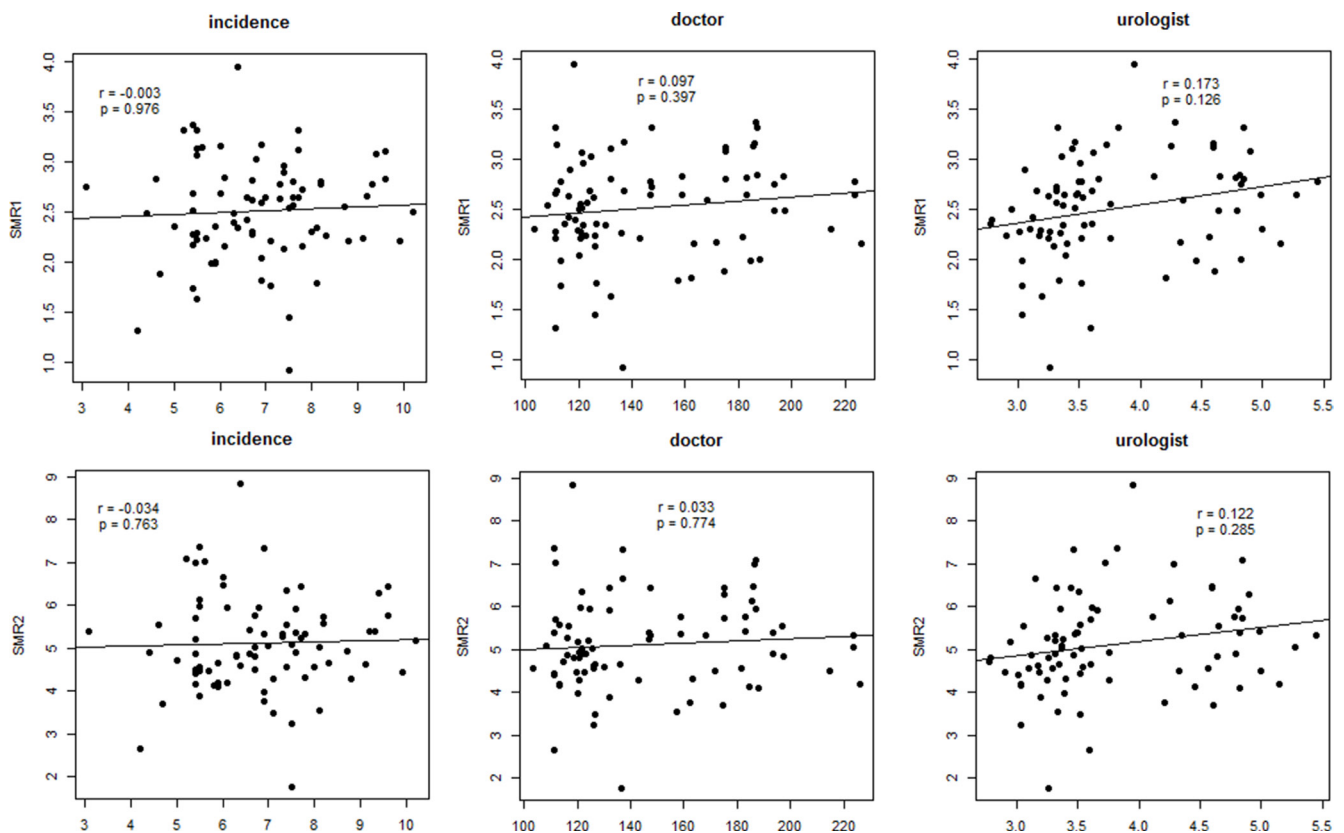 incidence
doctor
urologist
r = -0.003
p = 0.976
r = 0.097
p = 0.397
r = 0.173
p = 0.126
SMR1
4.0
3.5
3.0
2.5
2.0
1.5
1.0
3 4 5 6 7 8 9 10
SMR1
4.0
3.5
3.0
2.5
2.0
1.5
1.0
100 120 140 160 180 200 220
SMR1
4.0
3.5
3.0
2.5
2.0
1.5
1.0
3.0 3.5 4.0 4.5 5.0 5.5
incidence
doctor
urologist
r = -0.034
p = 0.763
r = 0.033
p = 0.774
r = 0.122
p = 0.285
SMR2
9
8
7
6
5
4
3
2
3 4 5 6 7 8 9 10
SMR2
9
8
7
6
5
4
3
2
100 120 140 160 180 200 220
SMR2
9
8
7
6
5
4
3
2
3.0 3.5 4.0 4.5 5.0 5.5